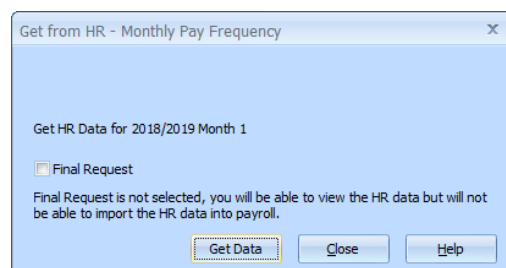 Get from HR - Monthly Pay Frequency
Get HR Data for 2018/2019 Month 1
Final Request
Final Request is not selected, you will be able to view the HR data but will not
be able to import the HR data into payroll.
Get Data Close Help